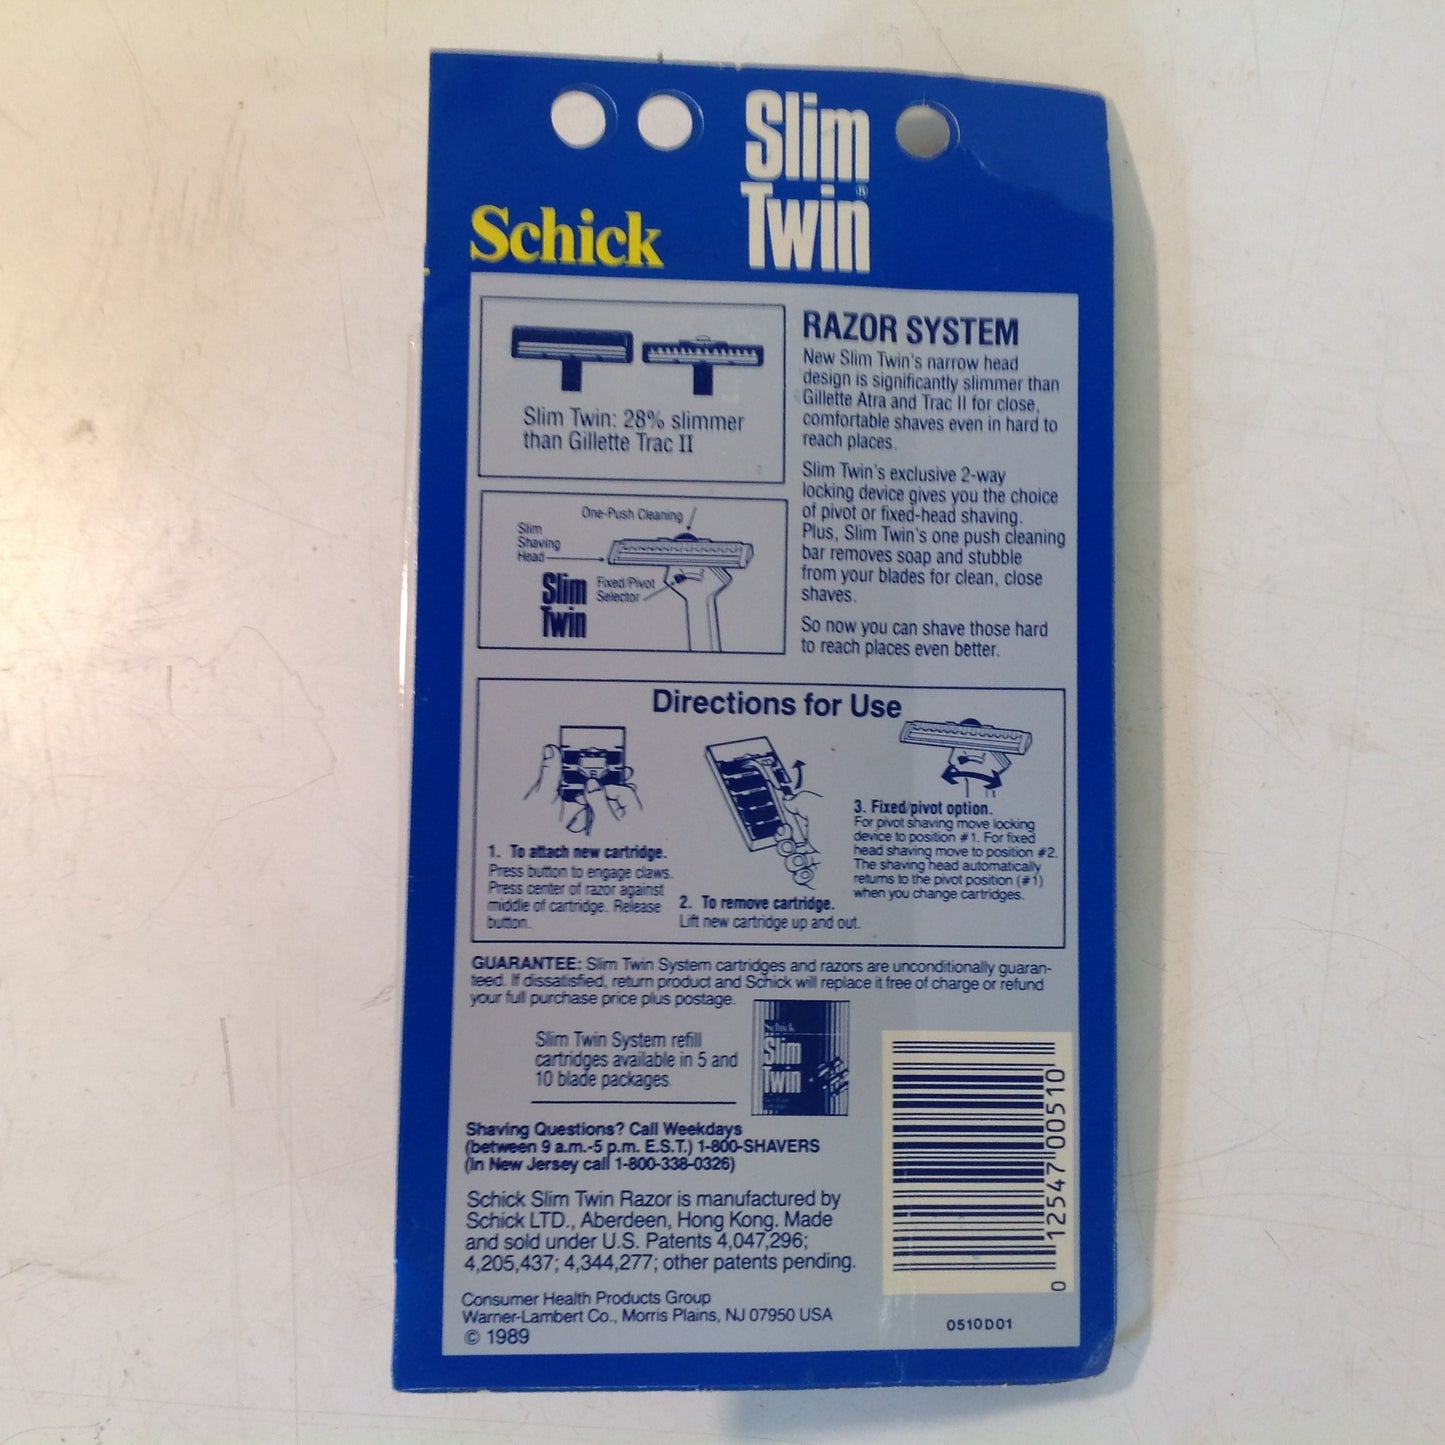 Slim
Twin®
Schick
Slim Twin: 28% slimmer
than Gillette Trac II
One-Push Cleaning
Slim
Shaving
Head
Slim
Twin
Fixed/Pivot
Selector
RAZOR SYSTEM
New Slim Twin's narrow head
design is significantly slimmer than
Gillette Atra and Trac II for close,
comfortable shaves even in hard to
reach places.
Slim Twin's exclusive 2-way
locking device gives you the choice
of pivot or fixed-head shaving.
Plus, Slim Twin's one push cleaning
bar removes soap and stubble
from your blades for clean, close
shaves.
So now you can shave those hard
to reach places even better.
Directions for Use
1. To attach new cartridge.
Press button to engage claws.
Press center of razor against
middle of cartridge. Release
button.
2. To remove cartridge.
Lift new cartridge up and out.
3. Fixed/pivot option.
For pivot shaving move locking
device to position #1. For fixed
head shaving move to position #2.
The shaving head automatically
returns to the pivot position (#1)
when you change cartridges.
GUARANTEE: Slim Twin System cartridges and razors are unconditionally guaran-
teed. If dissatisfied, return product and Schick will replace it free of charge or refund
your full purchase price plus postage.
Slim Twin System refill
cartridges available in 5 and
10 blade packages
Schick
Slim
Twin
Shaving Questions? Call Weekdays
(between 9 a.m.-5 p.m. E.S.T.) 1-800-SHAVERS
(In New Jersey call 1-800-338-0326)
Schick Slim Twin Razor is manufactured by
Schick LTD., Aberdeen, Hong Kong. Made
and sold under U.S. Patents 4,047,296;
4,205,437; 4,344,277; other patents pending.
Consumer Health Products Group
Warner-Lambert Co., Morris Plains, NJ 07950 USA
© 1989
0 12547 00510
0510D01